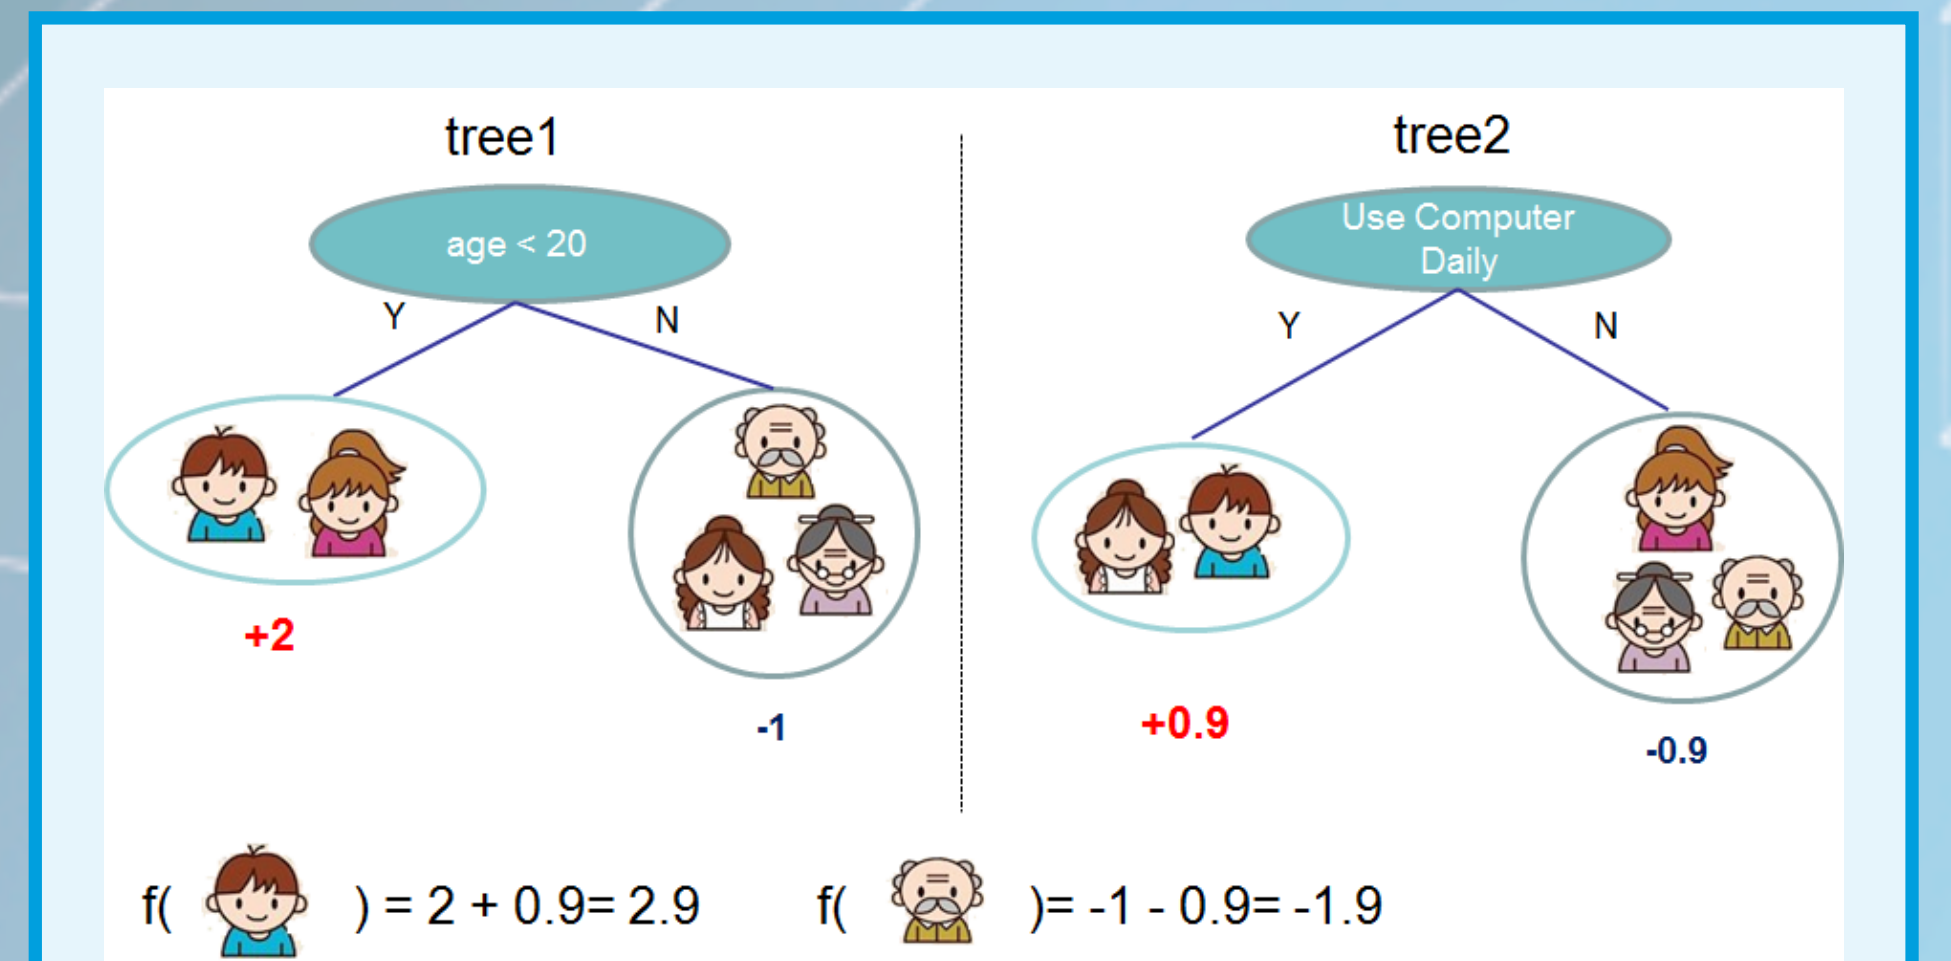 tree1
age < 20
Y
N
+2
-1
tree2
Use Computer
Daily
Y
N
+0.9
-0.9
f( ) = 2 + 0.9= 2.9
f( )= -1 - 0.9= -1.9